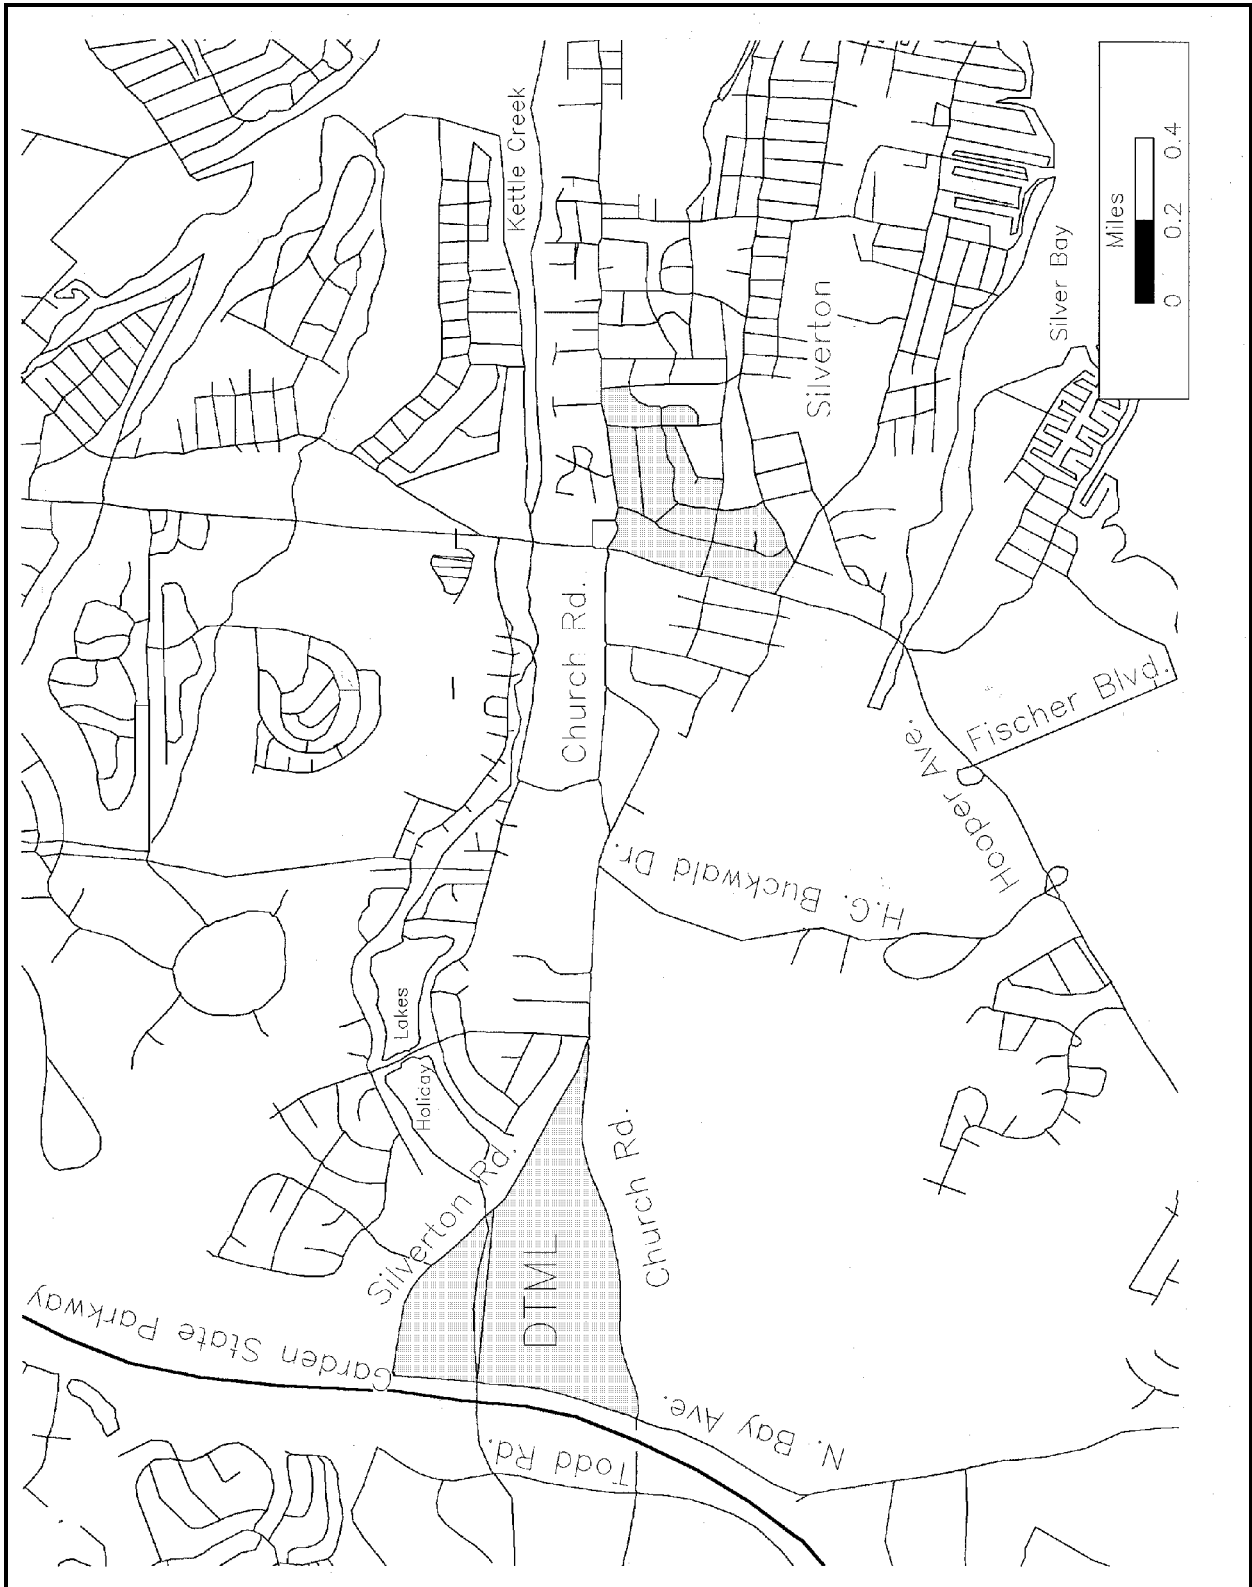 Kettle Creek
Silverton
Silver Bay
Miles
0 0.2 0.4
Church Rd.
Fischer Blvd.
Hooper Ave.
H.G. Buckwald Dr.
Lakes
Holiday
Silverton Rd.
Church Rd.
DTML
Garden State Parkway
N. Bay Ave.
Todd Rd.